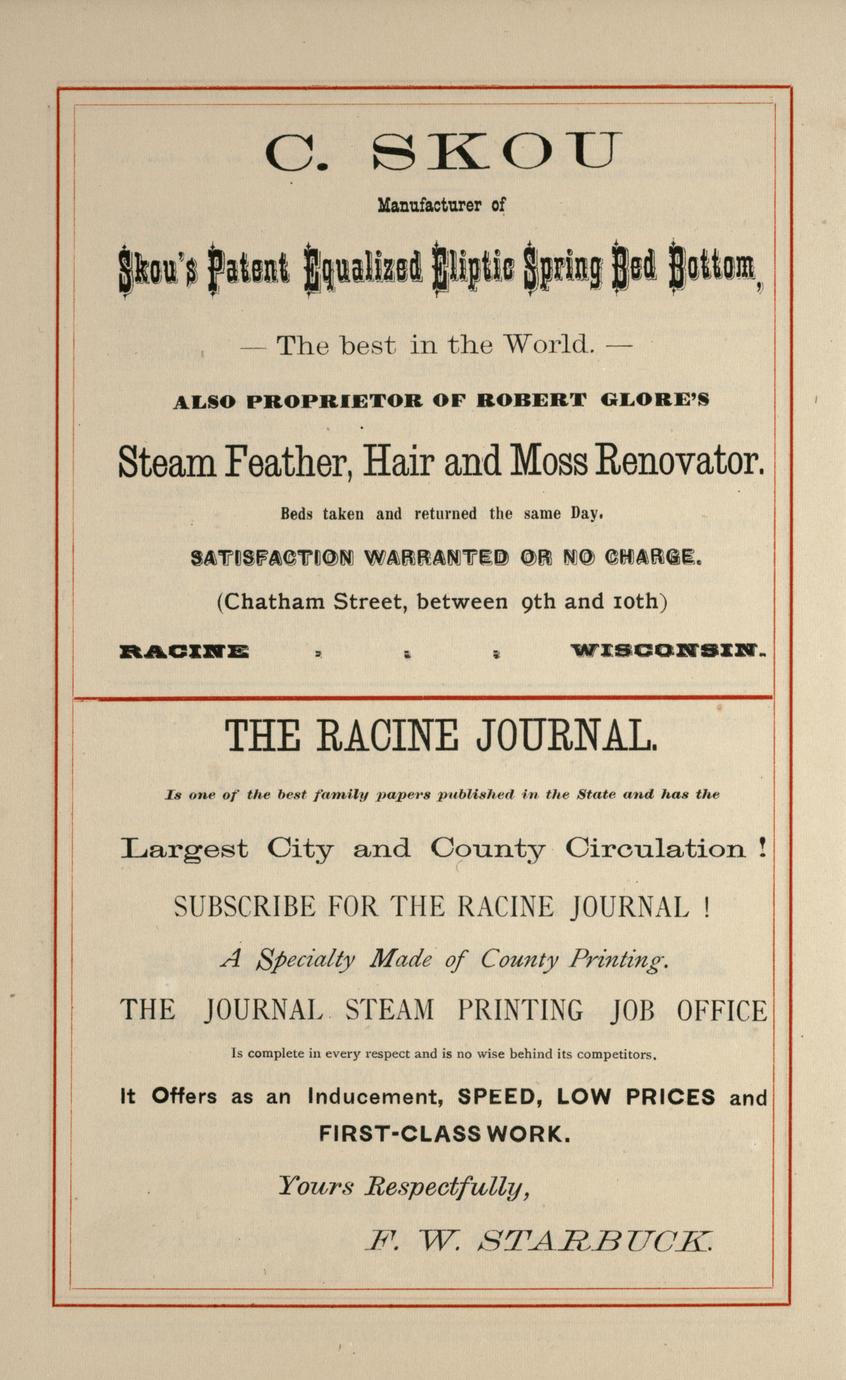 C. SKOU
Manufacturer of
Skou's Patent Equalized Eliptic Spring Bed Bottom,
— The best in the World. —
ALSO PROPRIETOR OF ROBERT GLORE'S
Steam Feather, Hair and Moss Renovator.
Beds taken and returned the same Day.
SATISFACTION WARRANTED OR NO CHARGE.
(Chatham Street, between 9th and 10th)
RACINE - - - WISCONSIN.
THE RACINE JOURNAL.
Is one of the best family papers published in the State and has the
Largest City and County Circulation !
SUBSCRIBE FOR THE RACINE JOURNAL !
A Specialty Made of County Printing.
THE JOURNAL STEAM PRINTING JOB OFFICE
Is complete in every respect and is no wise behind its competitors.
It Offers as an Inducement, SPEED, LOW PRICES and
FIRST-CLASS WORK.
Yours Respectfully,
F. W. STARBUCK.